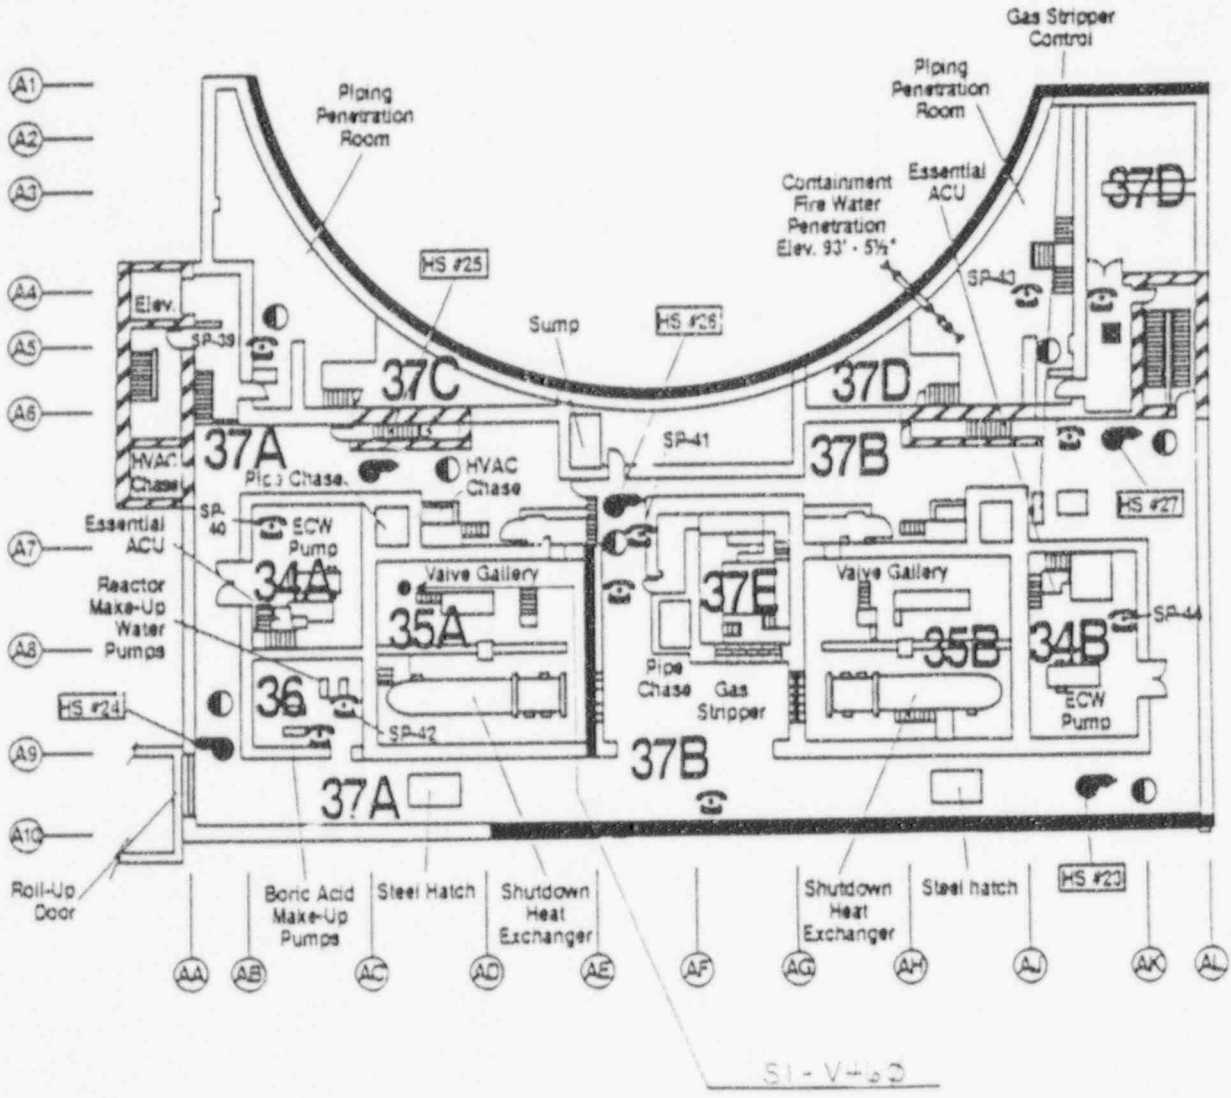 Gas Stripper
Control
Piping
Penetration
Room
Piping
Penetration
Room
Essential
ACU
Containment
Fire Water
Penetration
Elev. 93' - 5½"
A1
A2
A3
A4
A5
A6
A7
A8
A9
A10
37D
HS #25
HS #26
Sump
SP-43
Elev.
SP-39
37C
37D
37A
SP-41
37B
HVAC
Chase
HVAC
Chase
Pipe Chase
HS #27
SP-
40
Essential
ACU
ECW
Pump
34A
Valve Gallery
35A
37E
Valve Gallery
35B
34B
SP-44
Reactor
Make-Up
Water
Pumps
36
Pipe
Chase
Gas
Stripper
ECW
Pump
HS #24
SP-42
37B
37A
Roll-Up
Door
Boric Acid
Make-Up
Pumps
Steel Hatch
Shutdown
Heat
Exchanger
Shutdown
Heat
Exchanger
Steel hatch
HS #23
AA
AB
AC
AD
AE
AF
AG
AH
AJ
AK
AL